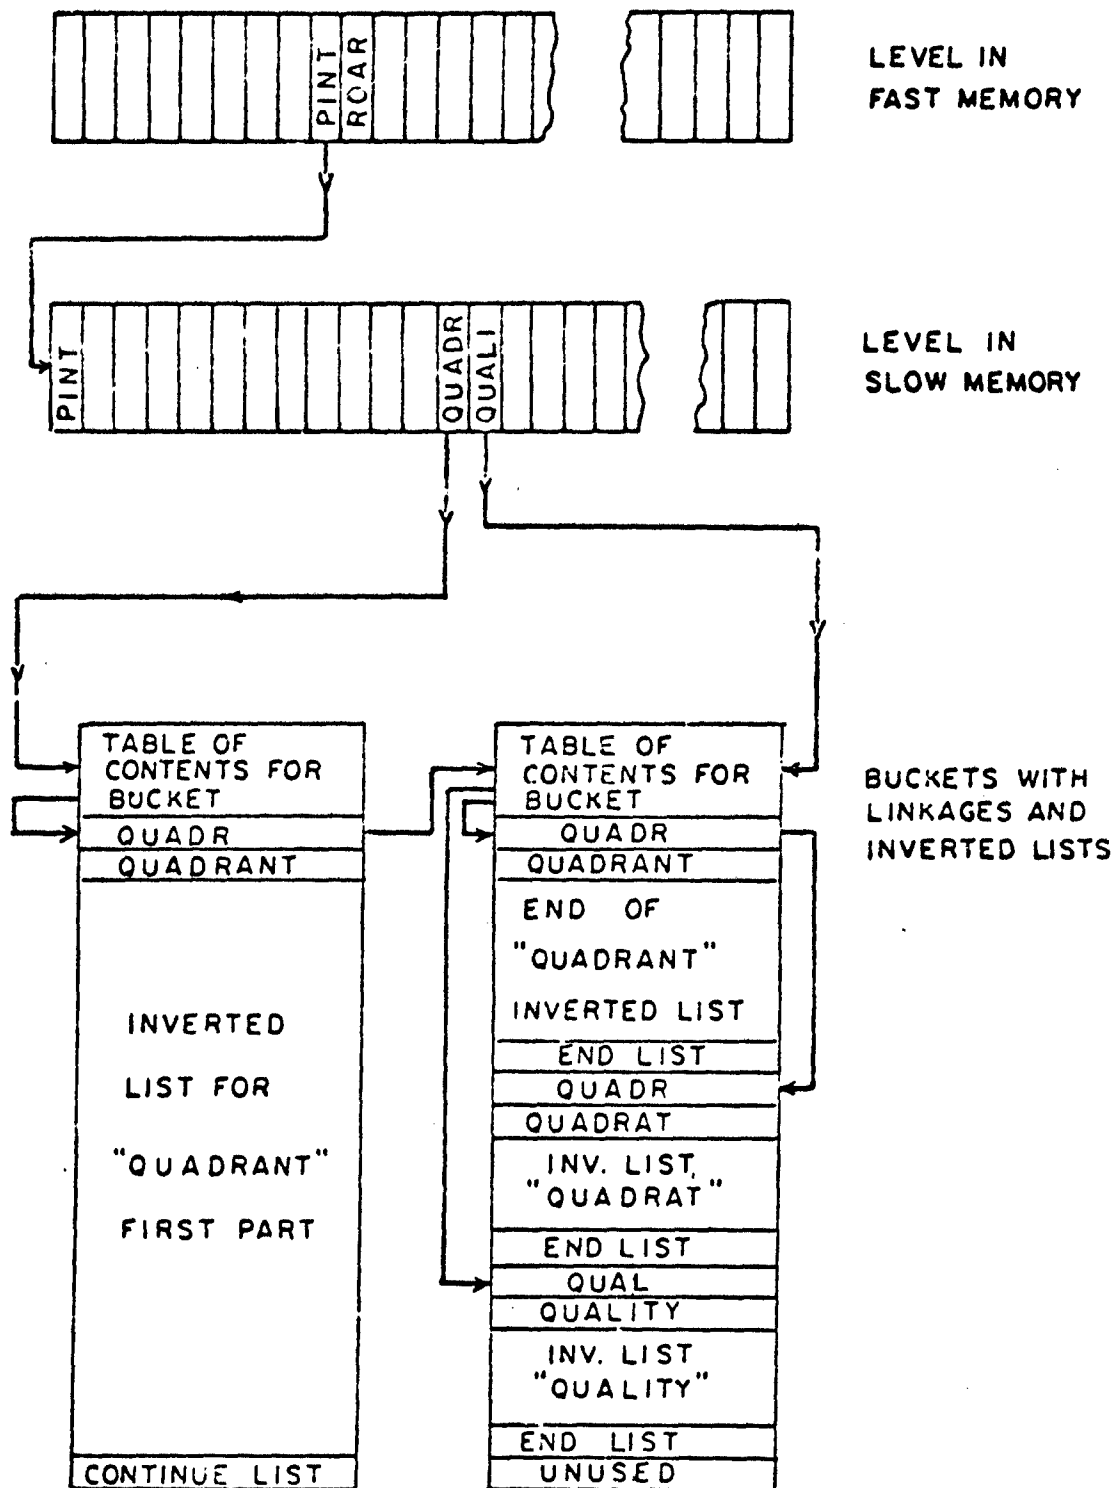 PINT
ROAR
LEVEL IN
FAST MEMORY
PINT
QUADR
QUALI
LEVEL IN
SLOW MEMORY
TABLE OF
CONTENTS FOR
BUCKET
QUADR
QUADRANT
INVERTED
LIST FOR
"QUADRANT"
FIRST PART
CONTINUE LIST
TABLE OF
CONTENTS FOR
BUCKET
QUADR
QUADRANT
END OF
"QUADRANT"
INVERTED LIST
END LIST
QUADR
QUADRAT
INV. LIST
"QUADRAT"
END LIST
QUAL
QUALITY
INV. LIST
"QUALITY"
END LIST
UNUSED
BUCKETS WITH
LINKAGES AND
INVERTED LISTS